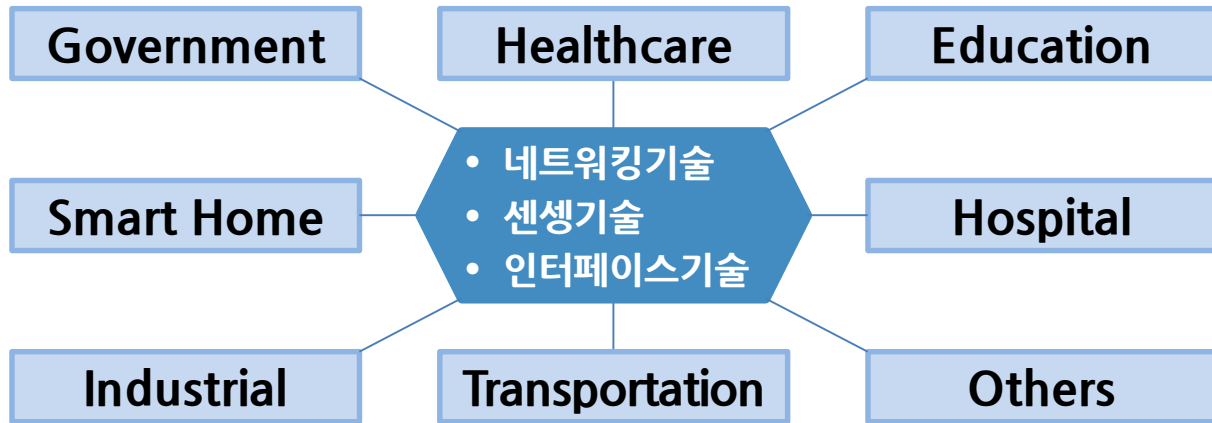 Government
Healthcare
Education
• 네트워킹기술
• 센셍기술
• 인터페이스기술
Smart Home
Hospital
Industrial
Transportation
Others